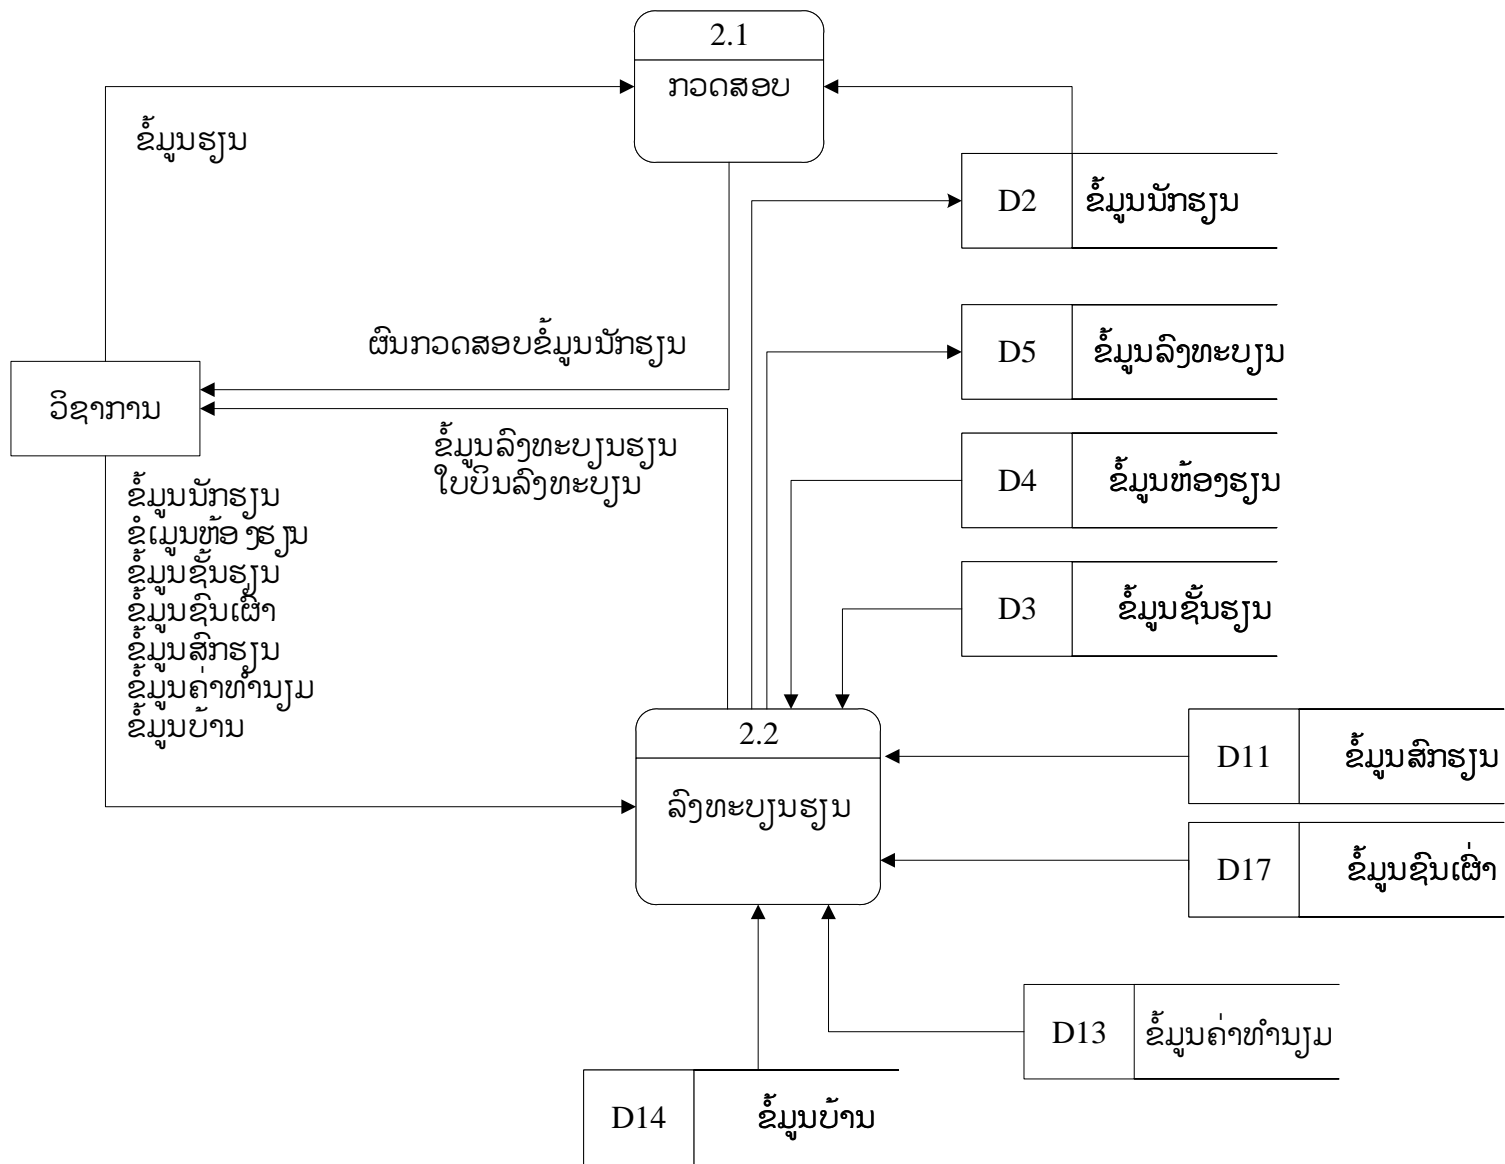 2.1
ກວດສອບ
ຂໍ້ມູນຮຽນ
D2
ຂໍ້ມູນນັກຮຽນ
ຜົນກວດສອບຂໍ້ມູນນັກຮຽນ
D5
ຂໍ້ມູນລົງທະບຽນ
ວິຊາການ
ຂໍ້ມູນລົງທະບຽນຮຽນ
ໃບບິນລົງທະບຽນ
D4
ຂໍ້ມູນຫ້ອງຮຽນ
ຂໍ້ມູນນັກຮຽນ
ຂໍເມູນຫ້ອງຮຽນ
ຂໍ້ມູນຊັ້ນຮຽນ
ຂໍ້ມູນຊົນເຜົ່າ
ຂໍ້ມູນສົກຮຽນ
ຂໍ້ມູນຄ່າທຳນຽມ
ຂໍ້ມູນບ້ານ
D3
ຂໍ້ມູນຊັ້ນຮຽນ
2.2
ລົງທະບຽນຮຽນ
D11
ຂໍ້ມູນສົກຮຽນ
D17
ຂໍ້ມູນຊົນເຜົ່າ
D13
ຂໍ້ມູນຄ່າທຳນຽມ
D14
ຂໍ້ມູນບ້ານ